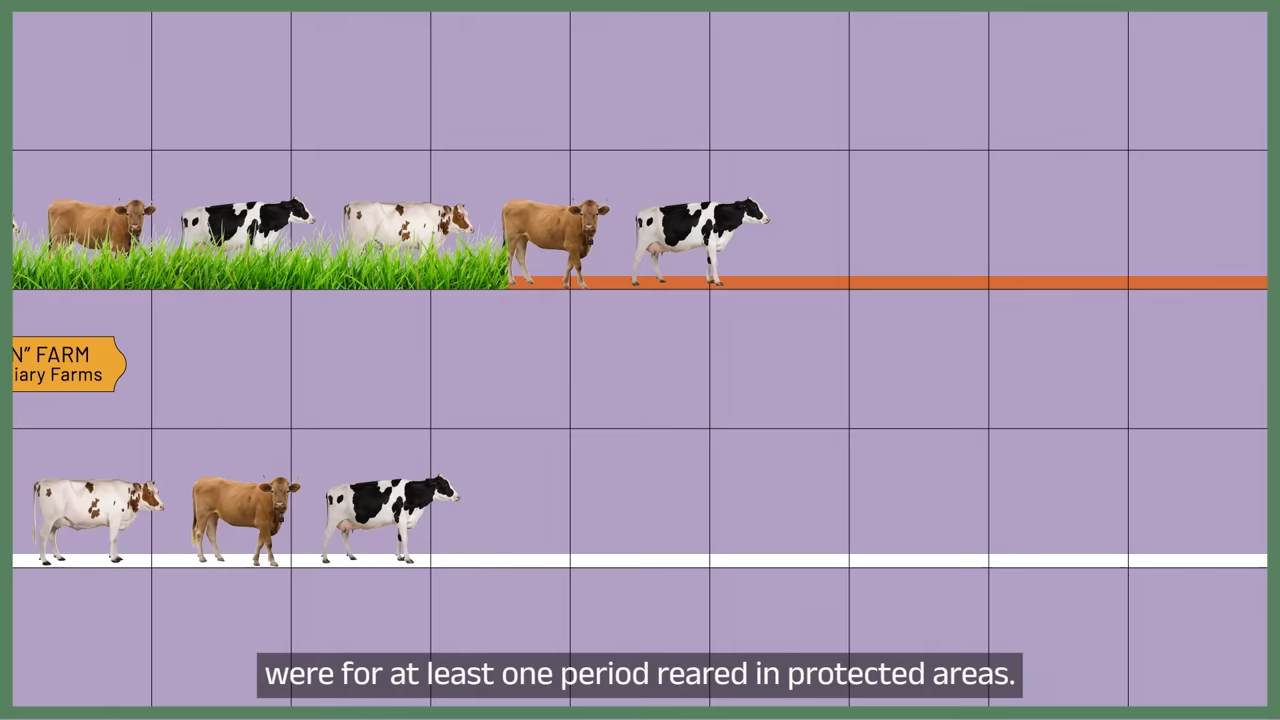 N” FARM
iary Farms
were for at least one period reared in protected areas.